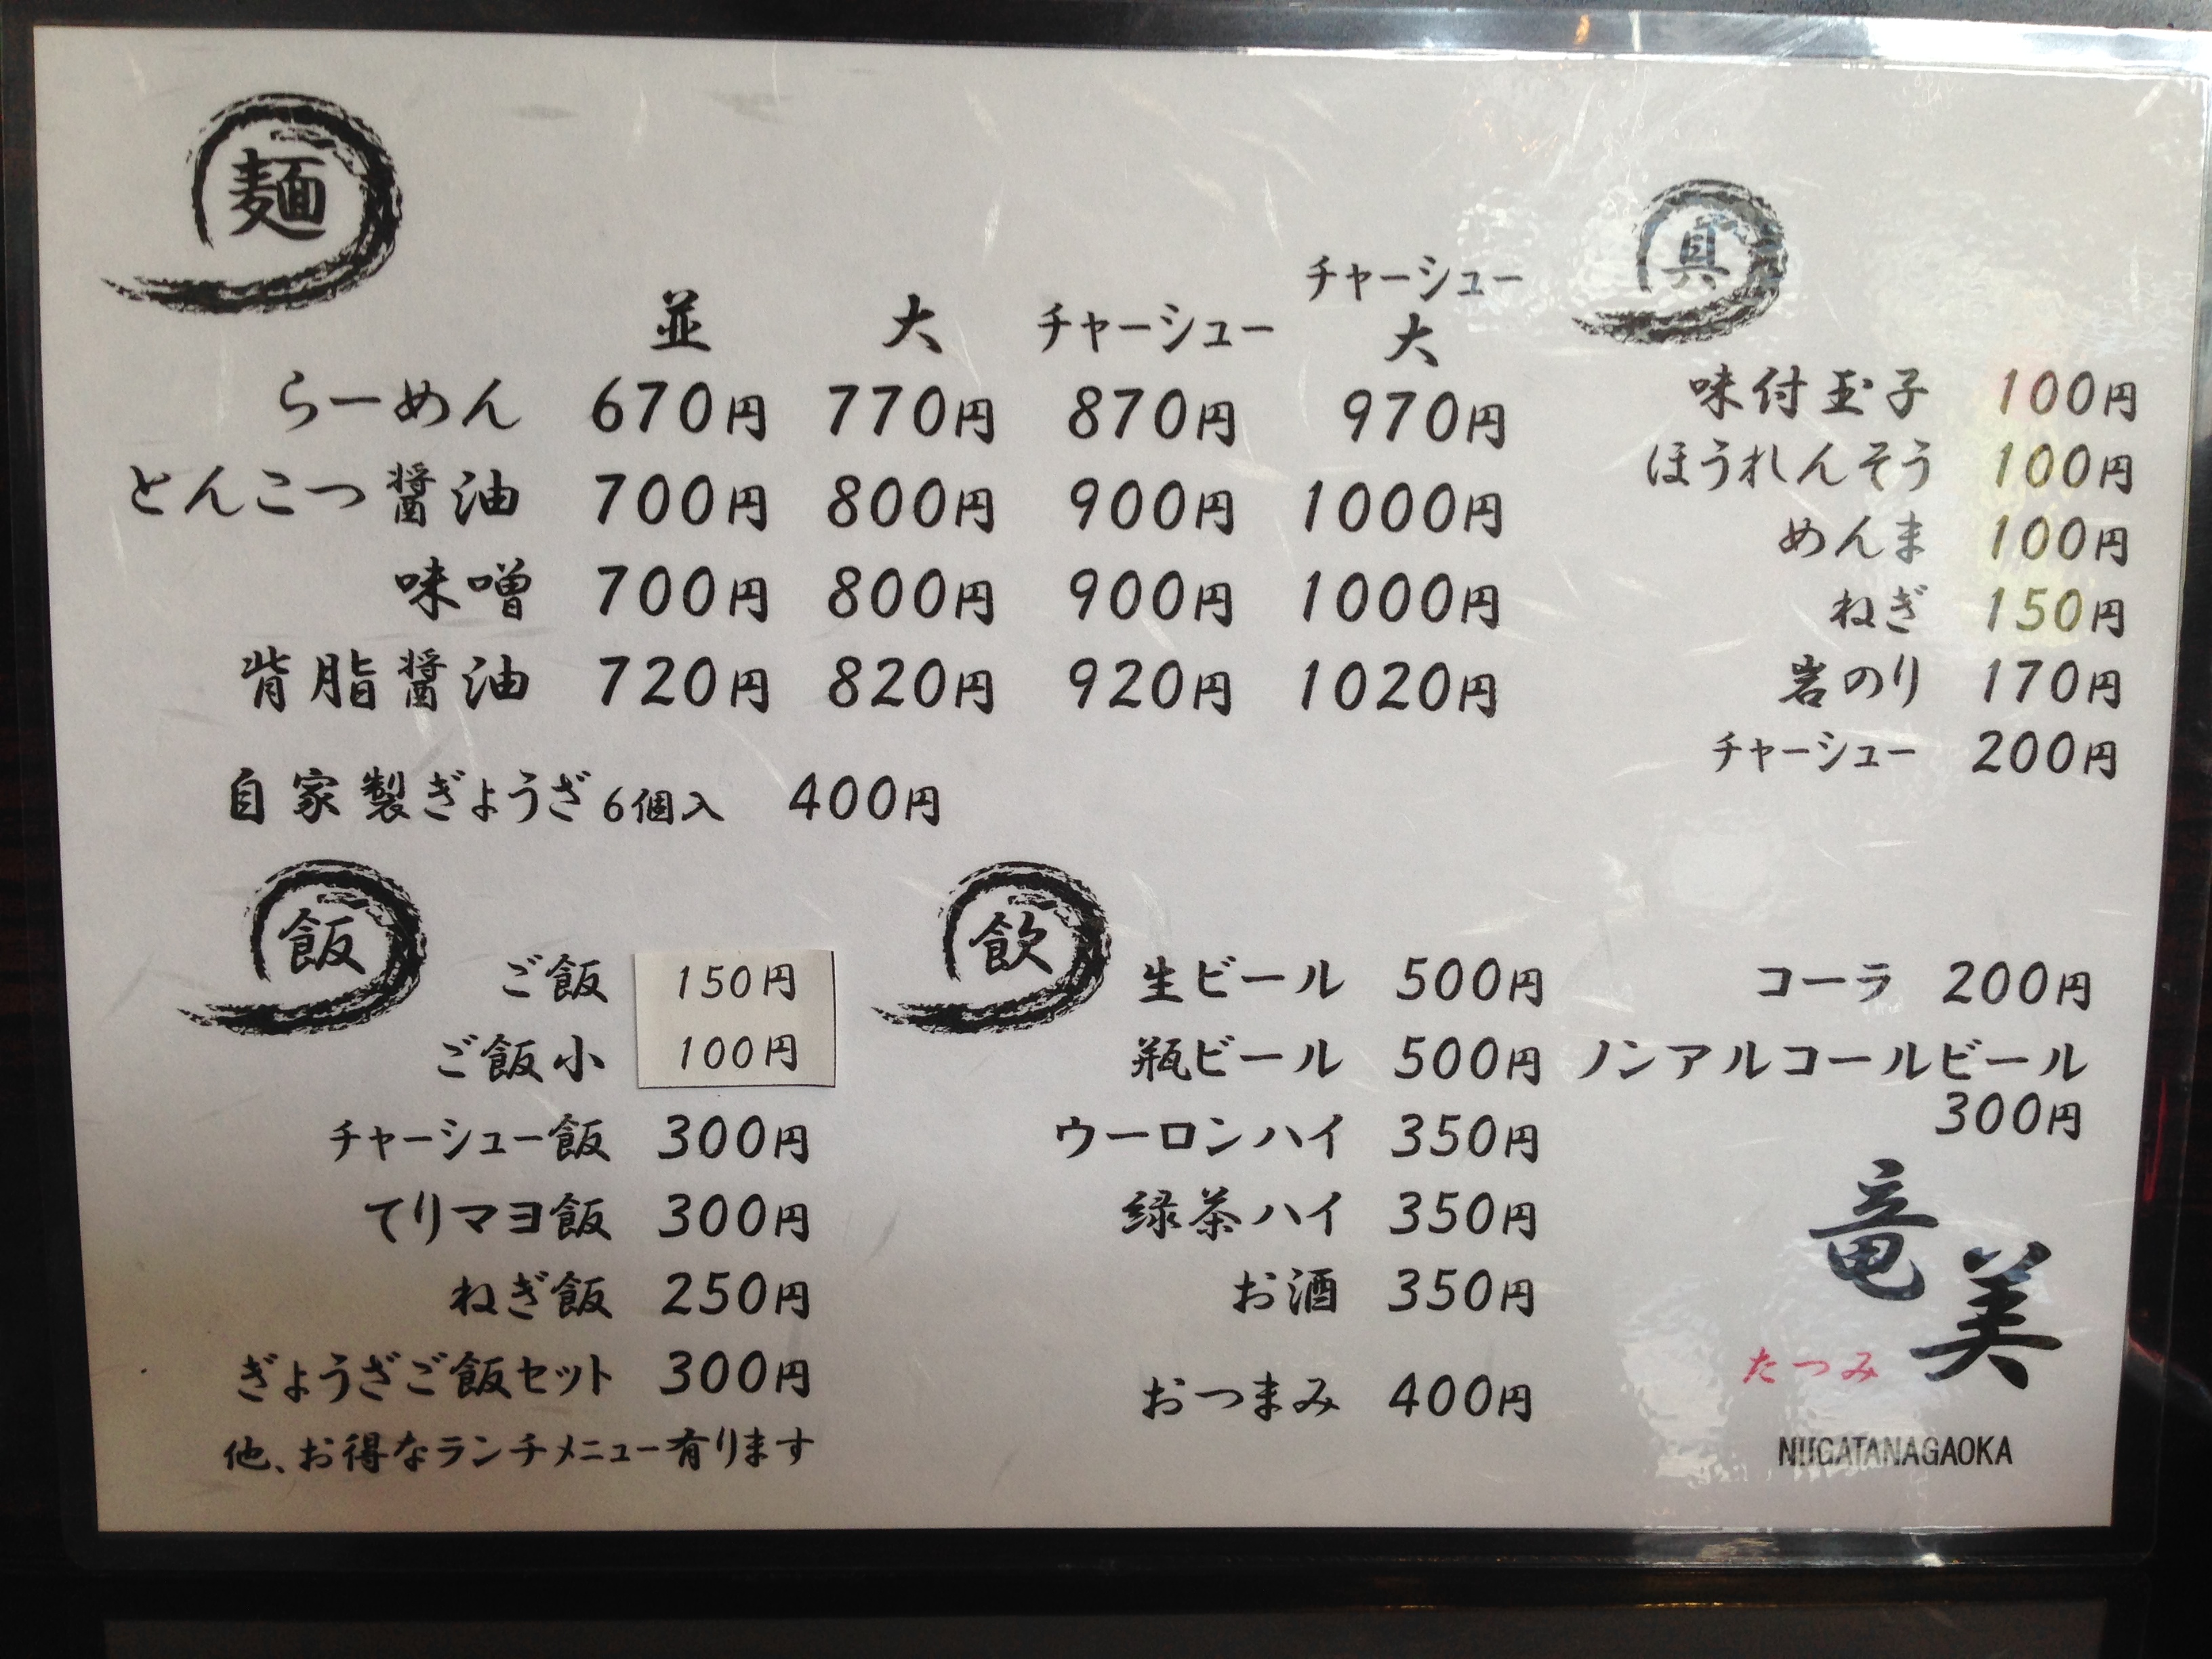 麺
並 大 チャーシュー チャーシュー大
らーめん 670円 770円 870円 970円
とんこつ醤油 700円 800円 900円 1000円
味噌 700円 800円 900円 1000円
背脂醤油 720円 820円 920円 1020円
自家製ぎょうざ6個入 400円
具
味付玉子 100円
ほうれんそう 100円
めんま 100円
ねぎ 150円
岩のり 170円
チャーシュー 200円
飯
ご飯 150円
ご飯小 100円
チャーシュー飯 300円
てりマヨ飯 300円
ねぎ飯 250円
ぎょうざご飯セット 300円
他、お得なランチメニュー有ります
飲
生ビール 500円
瓶ビール 500円
ウーロンハイ 350円
緑茶ハイ 350円
お酒 350円
おつまみ 400円
コーラ 200円
ノンアルコールビール
300円
竜美
たつみ
NIIGATANAGAOKA